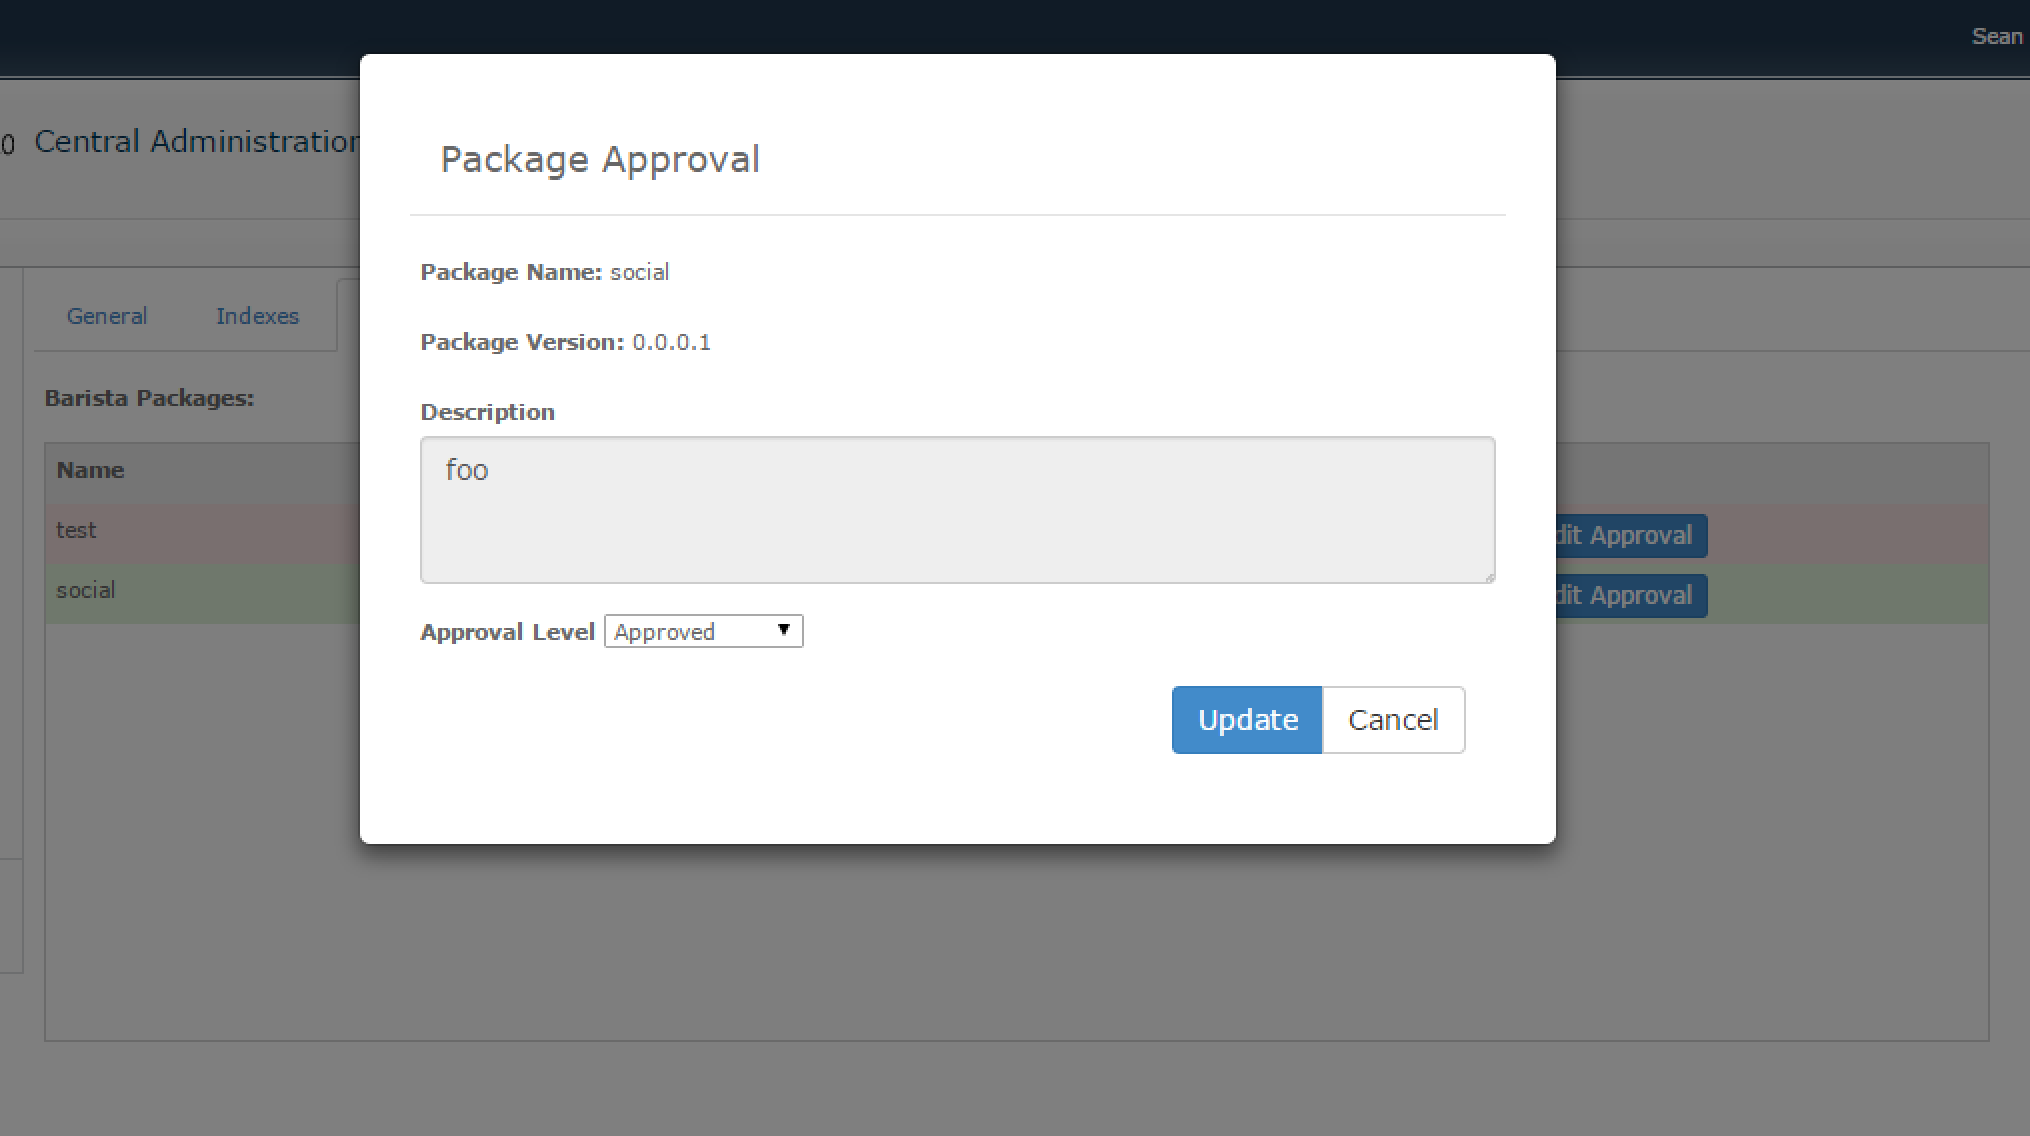 Sean
0 Central Administration
Package Approval
Package Name: social
General Indexes
Package Version: 0.0.0.1
Barista Packages:
Description
Name
foo
test
dit Approval
social
dit Approval
Approval Level Approved
Update Cancel